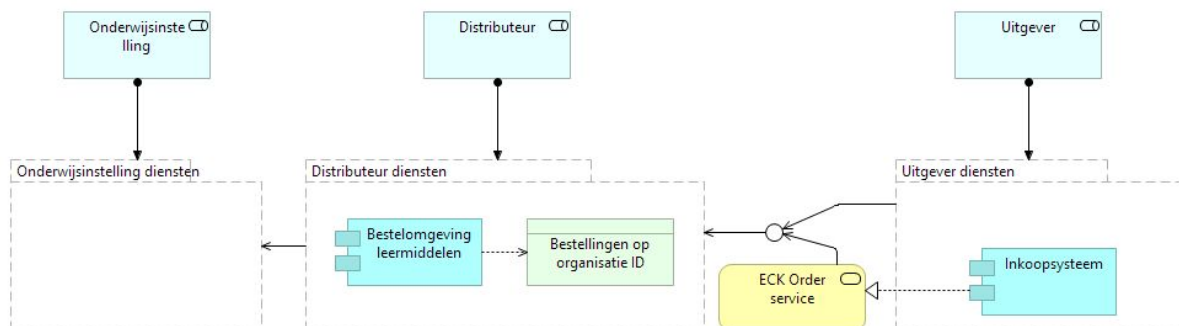 Onderwijsinste
lling
Distributeur
Uitgever
Onderwijsinstelling diensten
Distributeur diensten
Uitgever diensten
Bestelomgeving
leermiddelen
Bestellingen op
organisatie ID
ECK Order
service
Inkoopsysteem